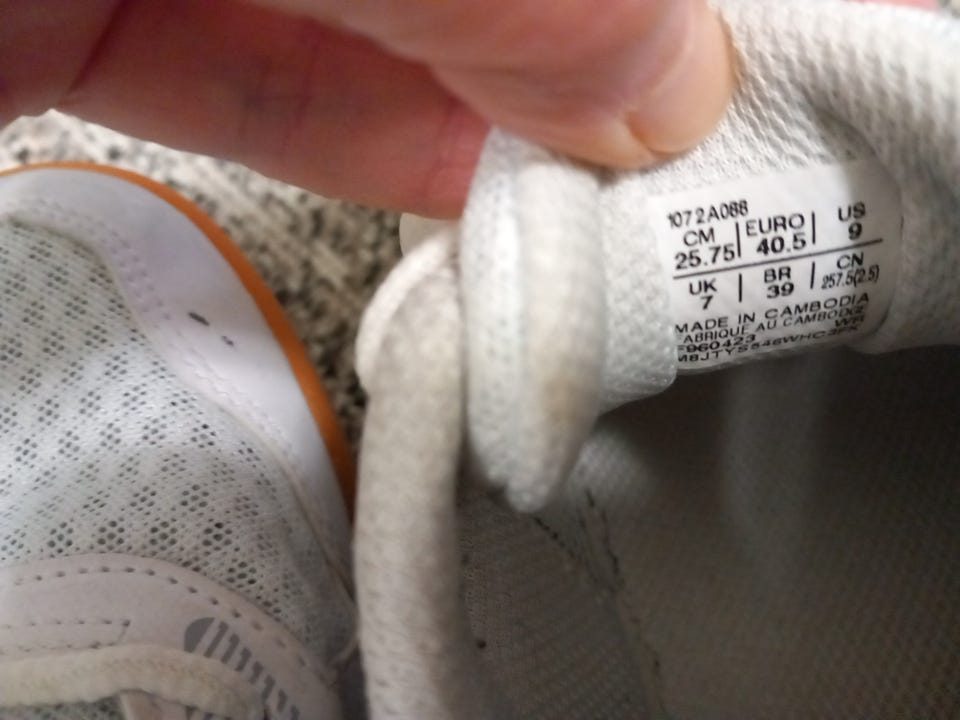 1072A088
CM EURO US
25.75 40.5 9
UK BR CN
7 39 257.5(2.5)
MADE IN CAMBODIA
FABRIQUE AU CAMBODGE
F960423